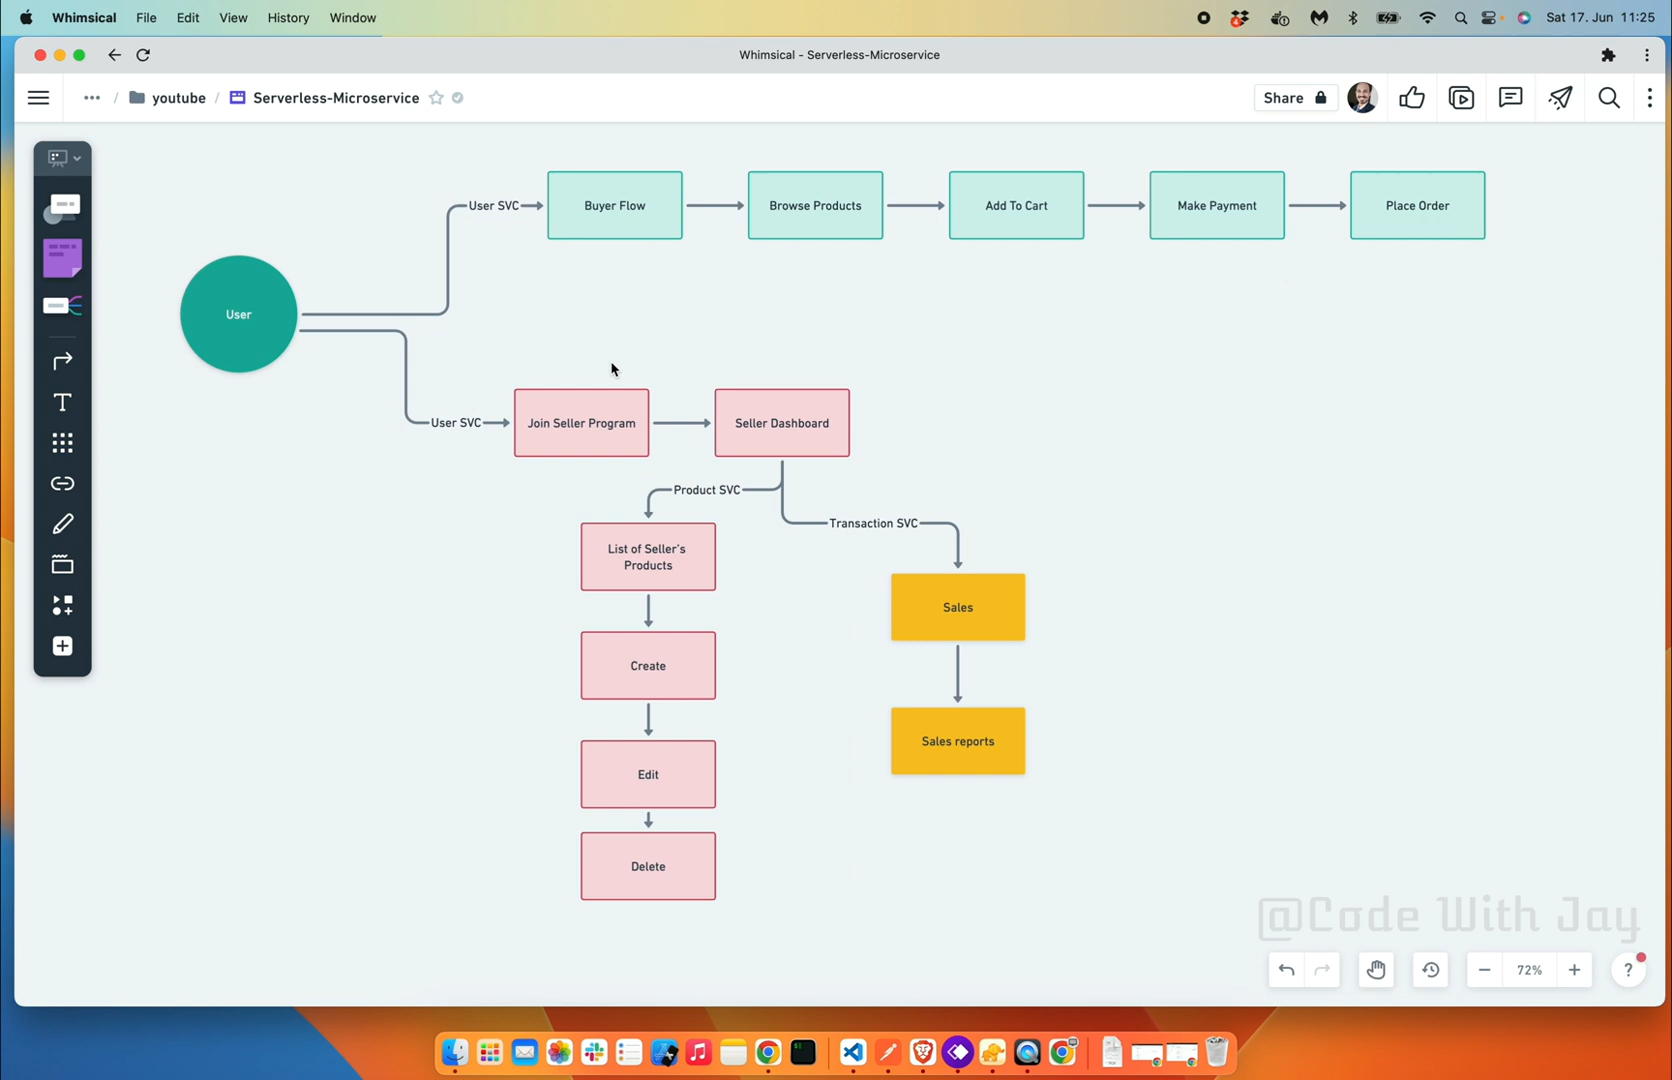 Whimsical File Edit View History Window
Sat 17. Jun 11:25
Whimsical - Serverless-Microservice
... / youtube / Serverless-Microservice
Share
User SVC
Buyer Flow
Browse Products
Add To Cart
Make Payment
Place Order
User
User SVC
Join Seller Program
Seller Dashboard
Product SVC
Transaction SVC
List of Seller's
Products
Sales
Create
Sales reports
Edit
Delete
@Code With Jay
72%
?